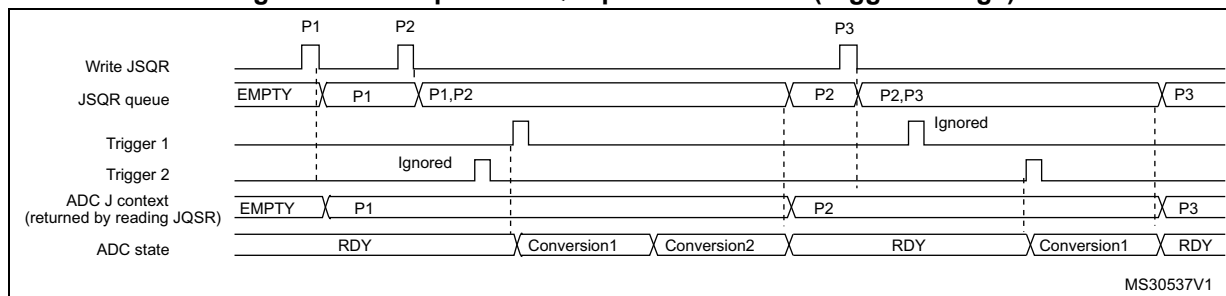 P1 P2 P3
Write JSQR
JSQR queue EMPTY P1 P1,P2 P2 P2,P3 P3
Trigger 1 Ignored
Trigger 2 Ignored
ADC J context
(returned by reading JQSR) EMPTY P1 P2 P3
ADC state RDY Conversion1 Conversion2 RDY Conversion1 RDY
MS30537V1